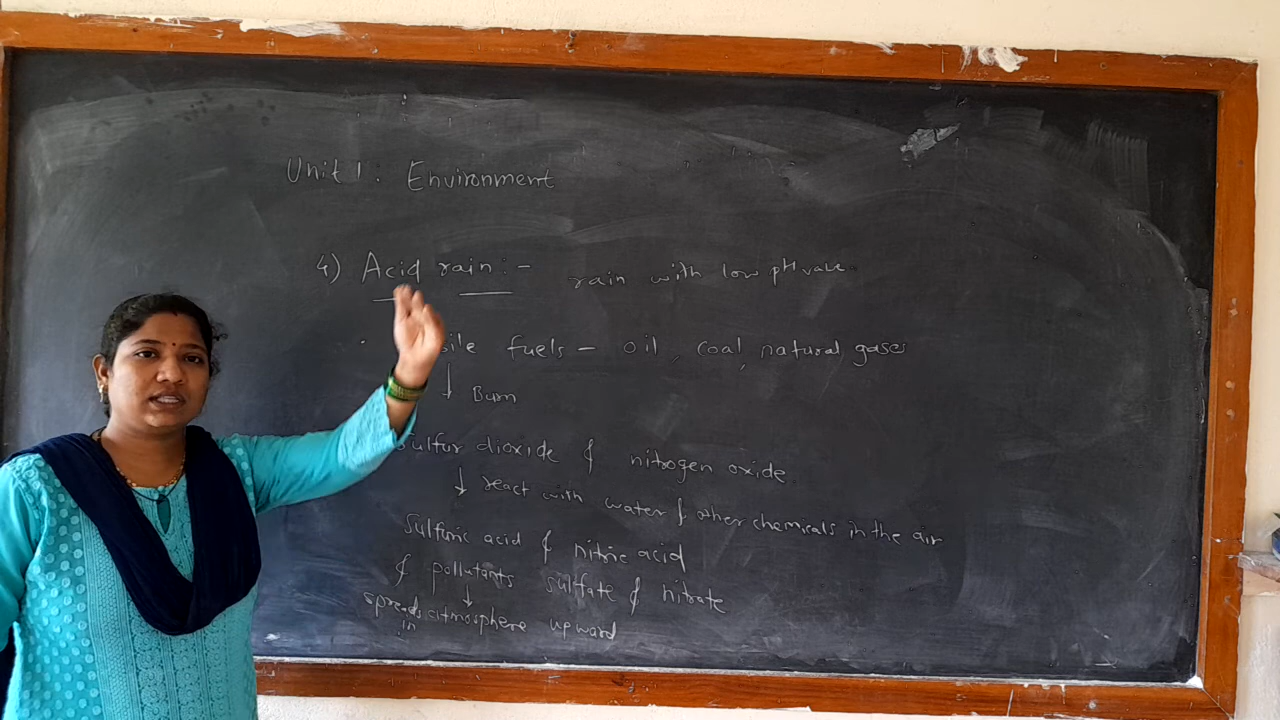 Unit 1. Environment
4) Acid rain :- rain with low pH value.
sile fuels - oil, coal, natural gases
↓ Burn
Sulfur dioxide & nitrogen oxide
↓ react with water & other chemicals in the air
Sulfuric acid & nitric acid
& pollutants sulfate & nitrate
↓
spreads in atmosphere upward